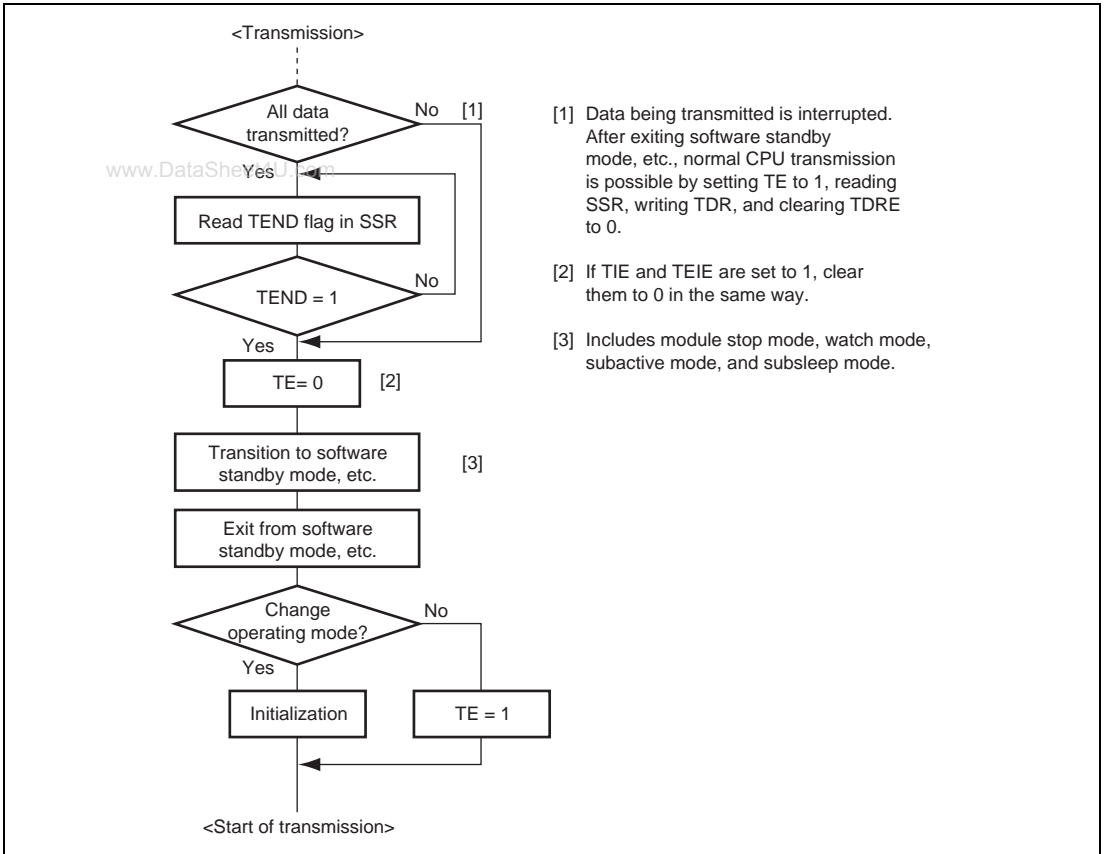 <Transmission>
All data
transmitted?
No [1]
www.DataSheet4U.com
Yes
Read TEND flag in SSR
TEND = 1
No
Yes
TE= 0
[2]
Transition to software
standby mode, etc.
[3]
Exit from software
standby mode, etc.
Change
operating mode?
No
Yes
Initialization
TE = 1
<Start of transmission>
[1] Data being transmitted is interrupted.
After exiting software standby
mode, etc., normal CPU transmission
is possible by setting TE to 1, reading
SSR, writing TDR, and clearing TDRE
to 0.
[2] If TIE and TEIE are set to 1, clear
them to 0 in the same way.
[3] Includes module stop mode, watch mode,
subactive mode, and subsleep mode.